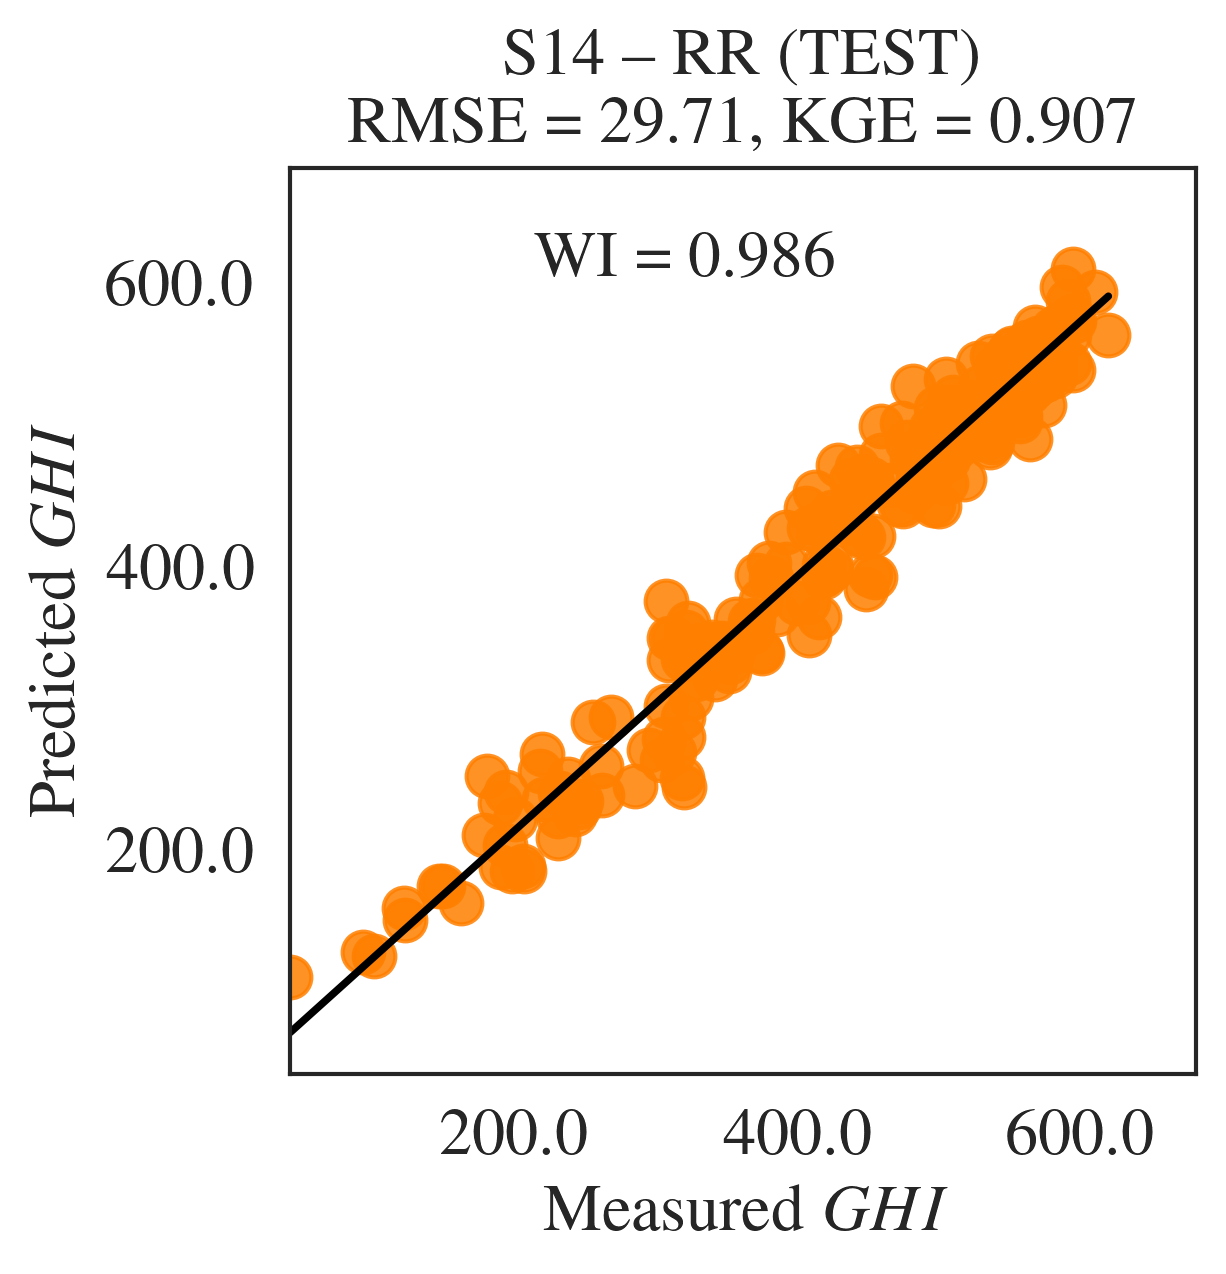 S14 – RR (TEST)
RMSE = 29.71, KGE = 0.907
WI = 0.986
600.0
400.0
200.0
Predicted GHI
200.0 400.0 600.0
Measured GHI